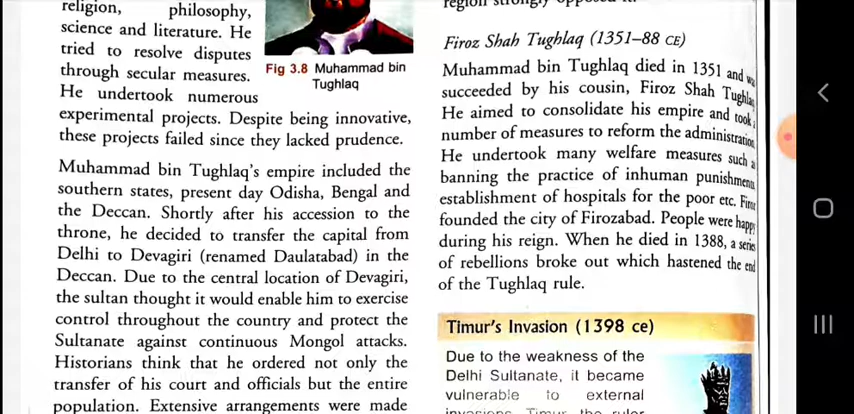 religion, philosophy,
science and literature. He
tried to resolve disputes
through secular measures.
He undertook numerous
experimental projects. Despite being innovative,
these projects failed since they lacked prudence.
Fig 3.8 Muhammad bin
Tughlaq
Muhammad bin Tughlaq's empire included the
southern states, present day Odisha, Bengal and
the Deccan. Shortly after his accession to the
throne, he decided to transfer the capital from
Delhi to Devagiri (renamed Daulatabad) in the
Deccan. Due to the central location of Devagiri,
the sultan thought it would enable him to exercise
control throughout the country and protect the
Sultanate against continuous Mongol attacks.
Historians think that he ordered not only the
transfer of his court and officials but the entire
population. Extensive arrangements were made
region strongly opposed it.
Firoz Shah Tughlaq (1351–88 CE)
Muhammad bin Tughlaq died in 1351 and
succeeded by his cousin, Firoz Shah Tughlaq
He aimed to consolidate his empire and took
number of measures to reform the administration
He undertook many welfare measures such
banning the practice of inhuman punishment
establishment of hospitals for the poor etc. Firoz
founded the city of Firozabad. People were happy
during his reign. When he died in 1388, a series
of rebellions broke out which hastened the end
of the Tughlaq rule.
Timur's Invasion (1398 CE)
Due to the weakness of the
Delhi Sultanate, it became
vulnerable to external
invasions. Timur, the ruler